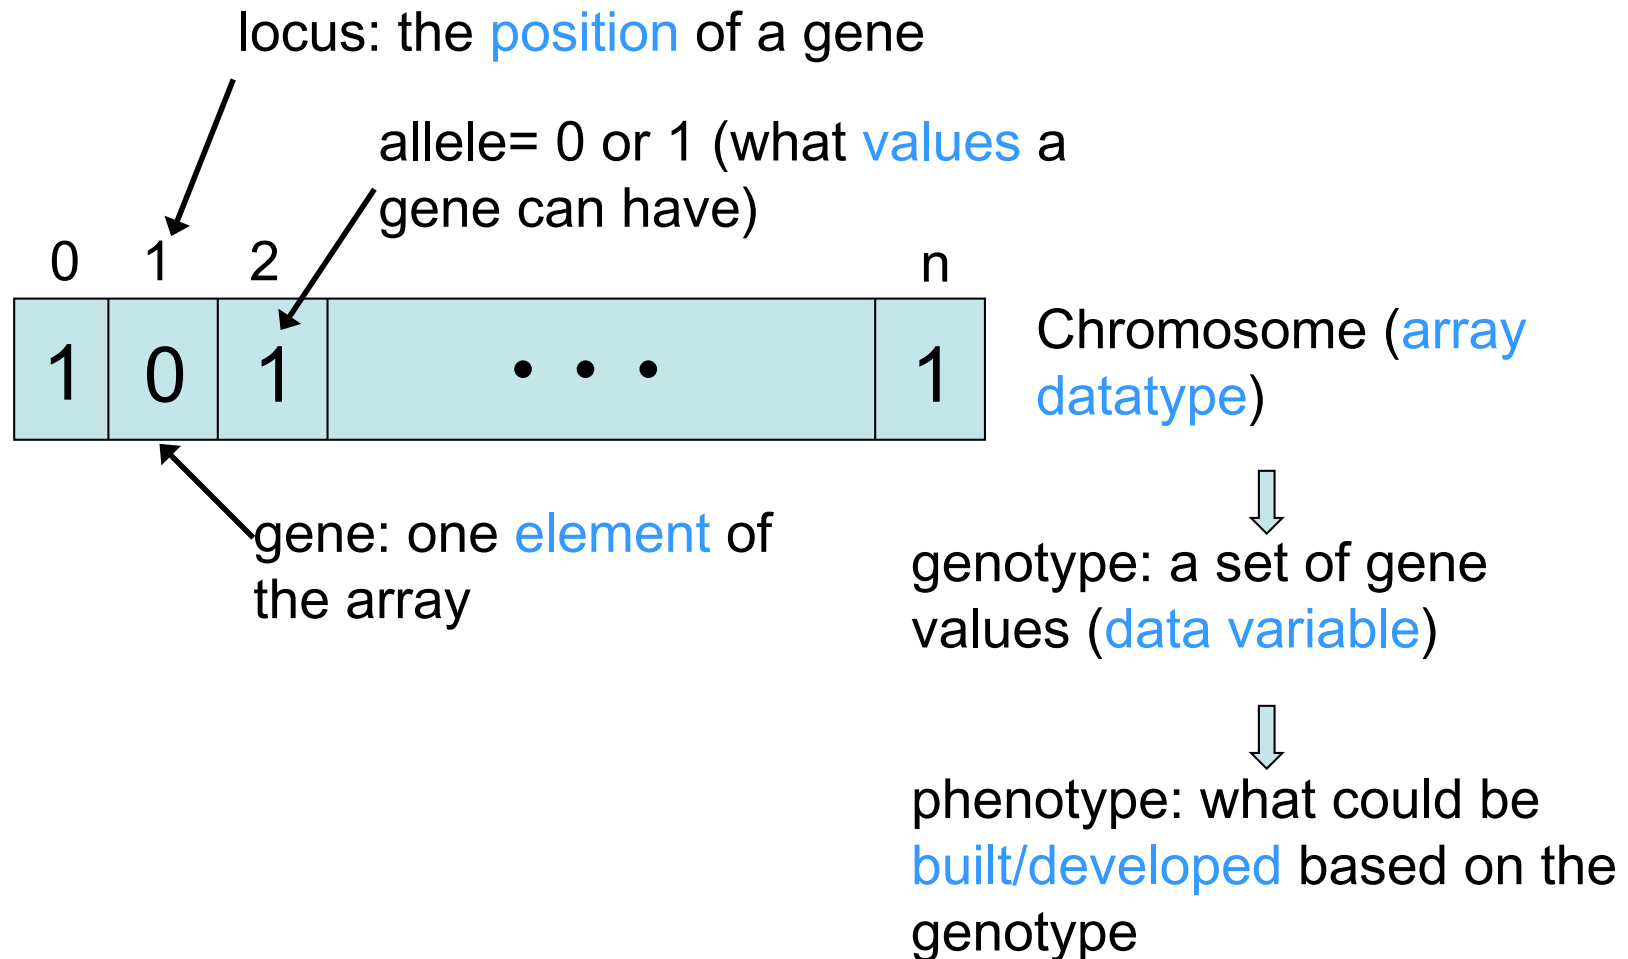 locus: the position of a gene
allele= 0 or 1 (what values a
gene can have)
0 1 2 n
1 0 1 • • • 1
Chromosome (array
datatype)
gene: one element of
the array
genotype: a set of gene
values (data variable)
phenotype: what could be
built/developed based on the
genotype